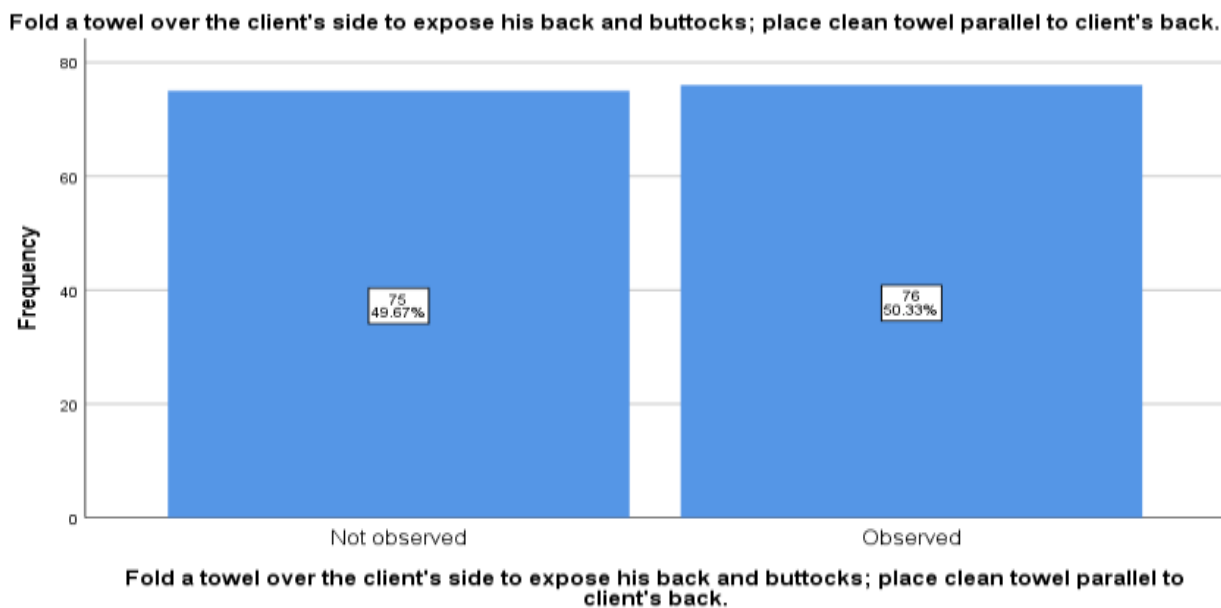 Fold a towel over the client's side to expose his back and buttocks; place clean towel parallel to client's back.
80
60
40
20
0
Frequency
75
49.67%
76
50.33%
Not observed
Observed
Fold a towel over the client's side to expose his back and buttocks; place clean towel parallel to
client's back.